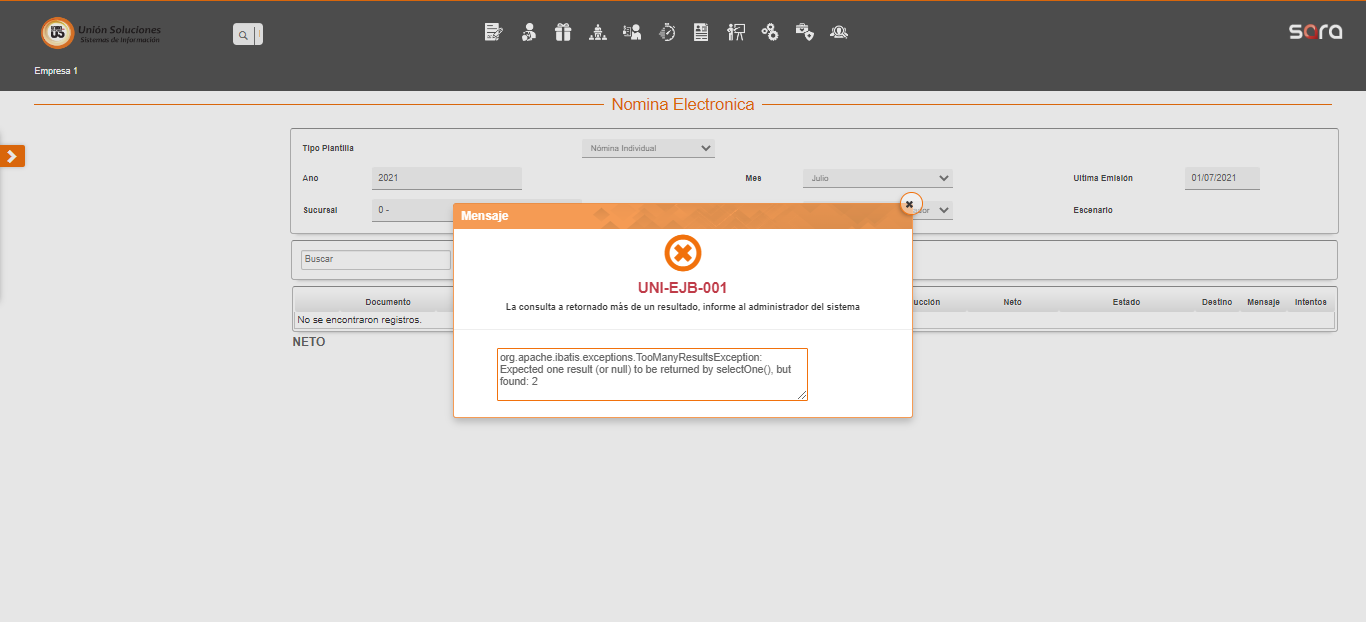 Unión Soluciones
Sistemas de Información
sora
Empresa 1
Nomina Electronica
Tipo Plantilla
Nómina Individual
Ano
2021
Mes
Julio
Ultima Emisión
01/07/2021
Sucursal
0 -
Escenario
Mensaje
UNI-EJB-001
La consulta a retornado más de un resultado, informe al administrador del sistema
org.apache.ibatis.exceptions.TooManyResultsException:
Expected one result (or null) to be returned by selectOne(), but
found: 2
Buscar
Documento
ucción
Neto
Estado
Destino
Mensaje
Intentos
No se encontraron registros.
NETO